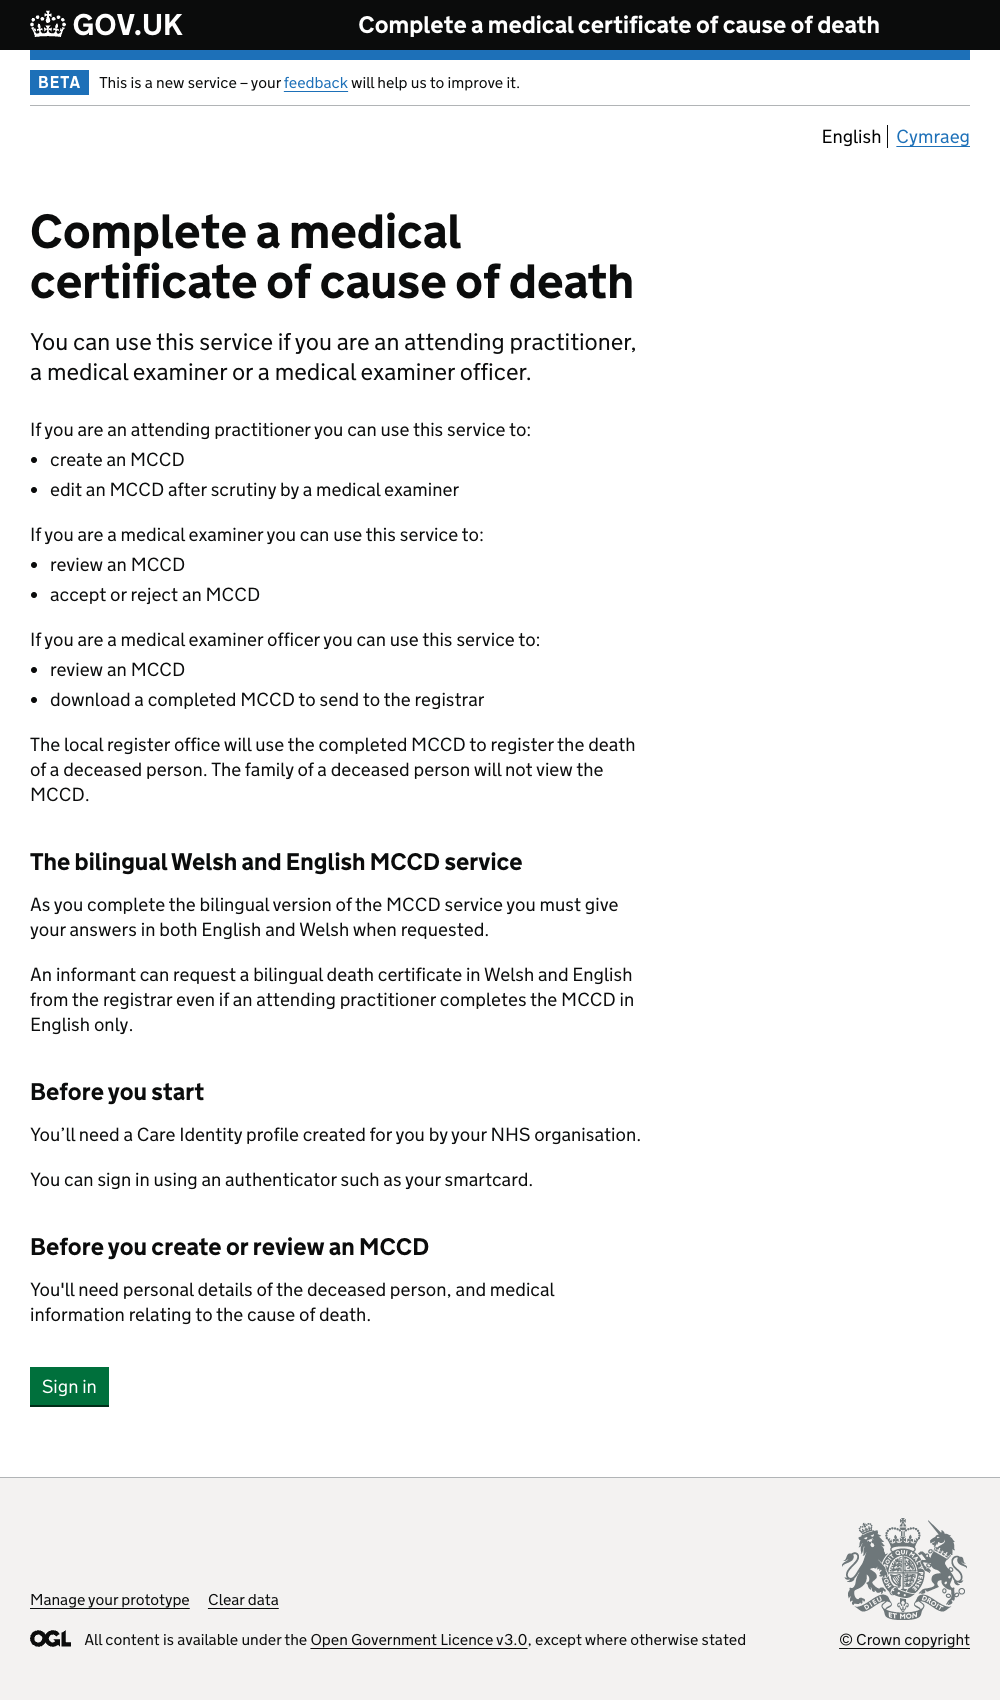 GOV.UK
Complete a medical certificate of cause of death
BETA This is a new service – your feedback will help us to improve it.
English Cymraeg
Complete a medical
certificate of cause of death
You can use this service if you are an attending practitioner,
a medical examiner or a medical examiner officer.
If you are an attending practitioner you can use this service to:
• create an MCCD
• edit an MCCD after scrutiny by a medical examiner
If you are a medical examiner you can use this service to:
• review an MCCD
• accept or reject an MCCD
If you are a medical examiner officer you can use this service to:
• review an MCCD
• download a completed MCCD to send to the registrar
The local register office will use the completed MCCD to register the death
of a deceased person. The family of a deceased person will not view the
MCCD.
The bilingual Welsh and English MCCD service
As you complete the bilingual version of the MCCD service you must give
your answers in both English and Welsh when requested.
An informant can request a bilingual death certificate in Welsh and English
from the registrar even if an attending practitioner completes the MCCD in
English only.
Before you start
You’ll need a Care Identity profile created for you by your NHS organisation.
You can sign in using an authenticator such as your smartcard.
Before you create or review an MCCD
You'll need personal details of the deceased person, and medical
information relating to the cause of death.
Sign in
DIEU ET MON DROIT
Manage your prototype Clear data
OGL All content is available under the Open Government Licence v3.0, except where otherwise stated
© Crown copyright